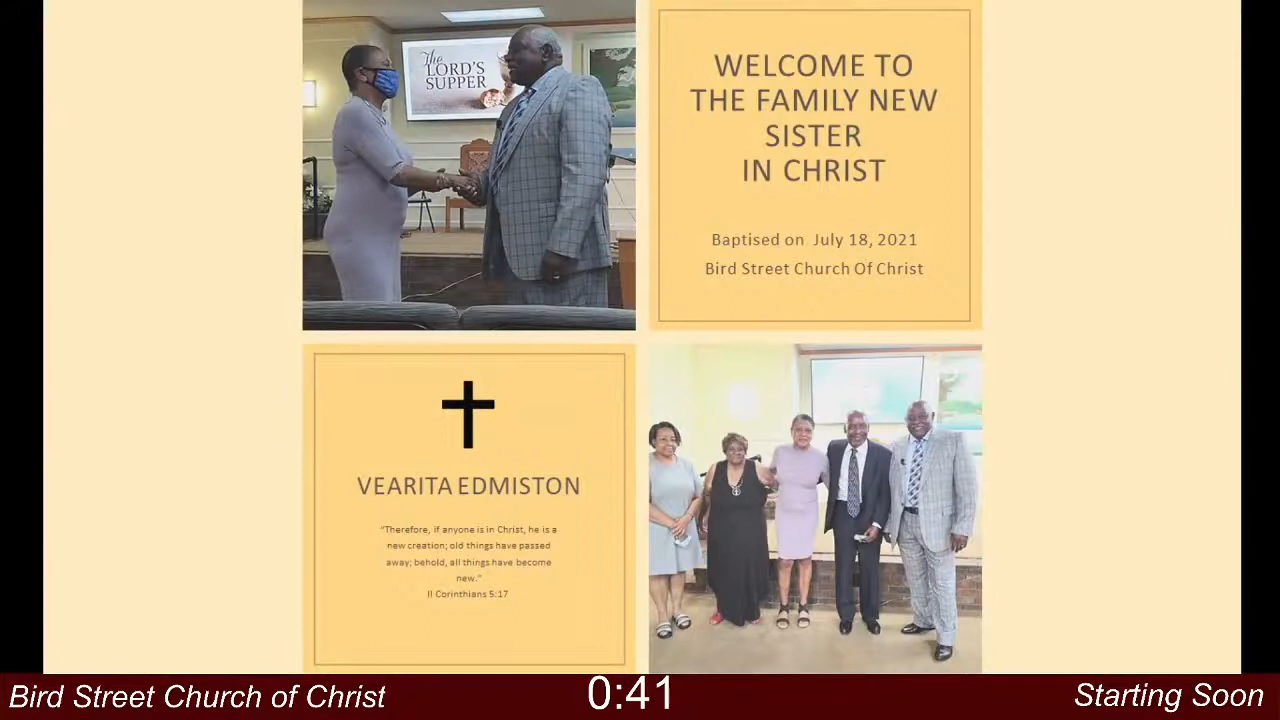 The
LORD'S
SUPPER
WELCOME TO
THE FAMILY NEW
SISTER
IN CHRIST
Baptised on July 18, 2021
Bird Street Church Of Christ
VEARITA EDMISTON
"Therefore, if anyone is in Christ, he is a
new creation; old things have passed
away; behold, all things have become
new."
II Corinthians 5:17
Bird Street Church of Christ
0:41
Starting Soon